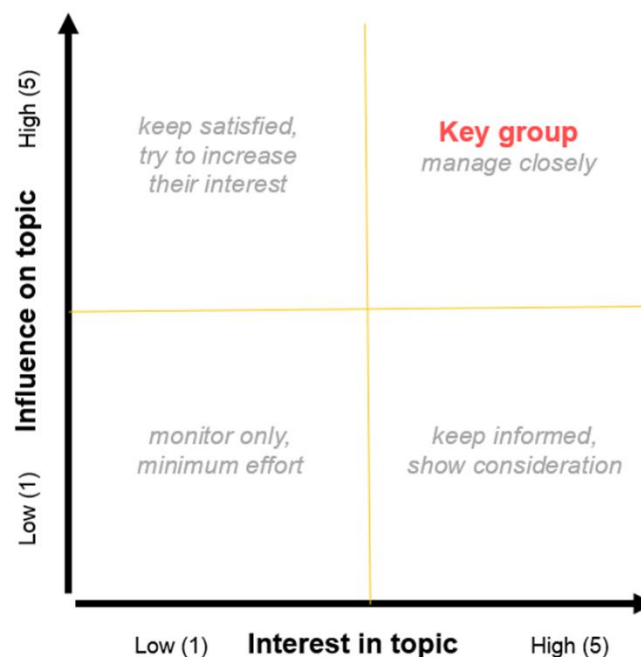 keep satisfied,
try to increase
their interest
Key group
manage closely
High (5)
Influence on topic
Low (1)
monitor only,
minimum effort
keep informed,
show consideration
Low (1)
Interest in topic
High (5)